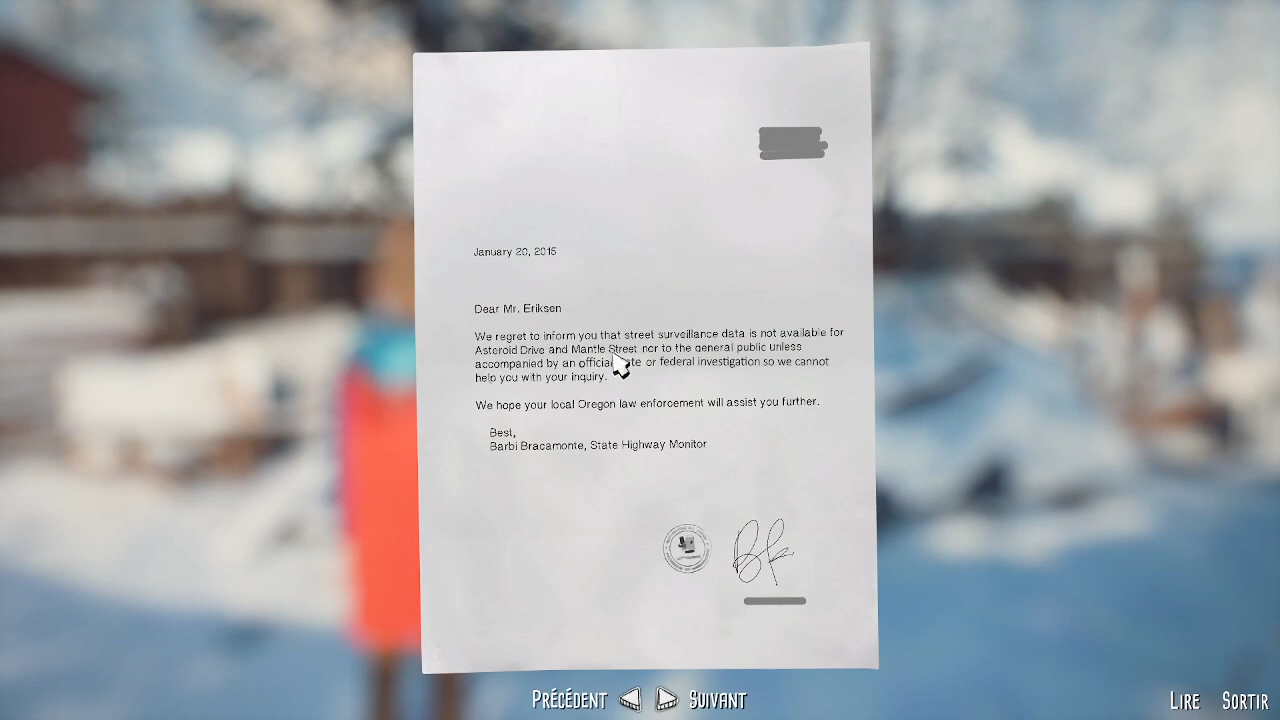 January 20, 2015
Dear Mr. Eriksen
We regret to inform you that street surveillance data is not available for
Asteroid Drive and Mantle Street nor to the general public unless
accompanied by an official or federal investigation so we cannot
help you with your inquiry.
We hope your local Oregon law enforcement will assist you further.
Best,
Barbi Bracamonte, State Highway Monitor
PRÉCÉDENT SUIVANT
LIRE SORTIR